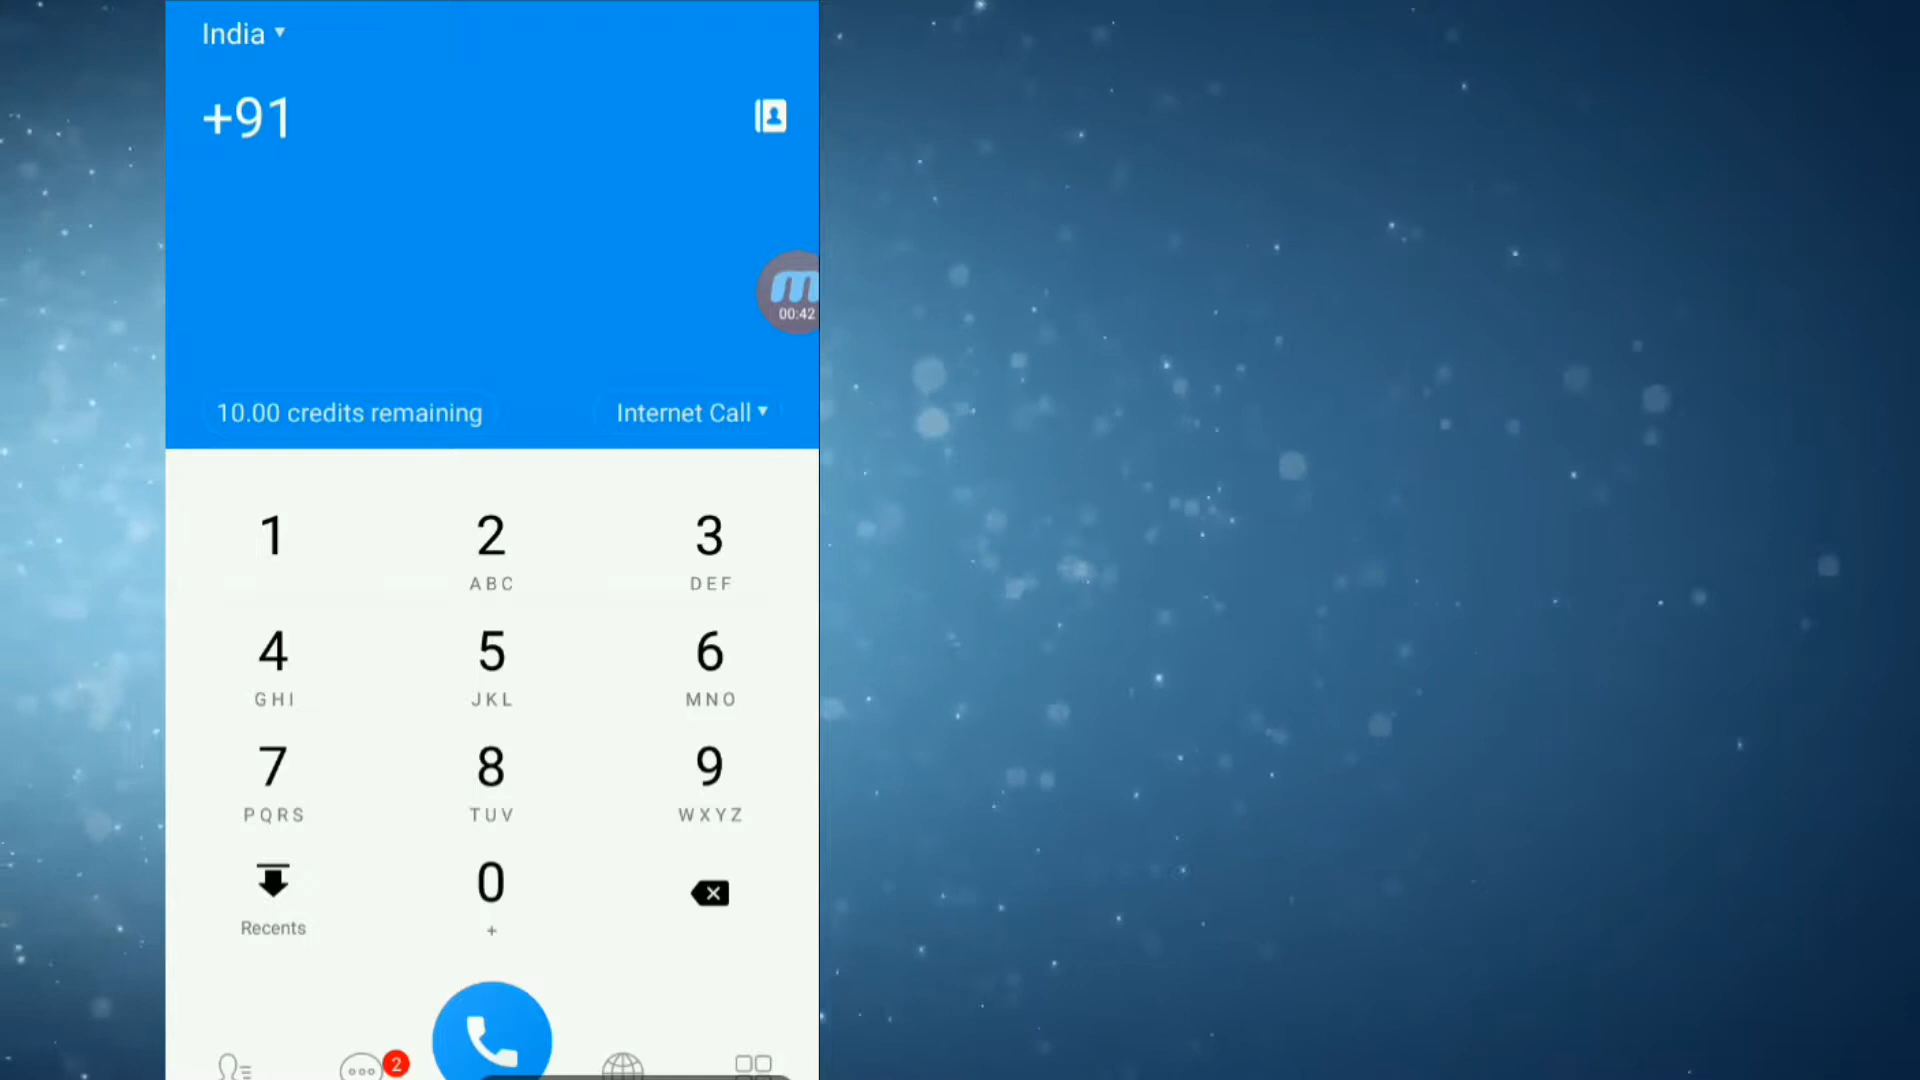 India
+91
m
00:42
10.00 credits remaining
Internet Call
1
2
3
ABC
DEF
4
5
6
GHI
JKL
MNO
7
8
9
PQRS
TUV
WXYZ
0
Recents
+
2